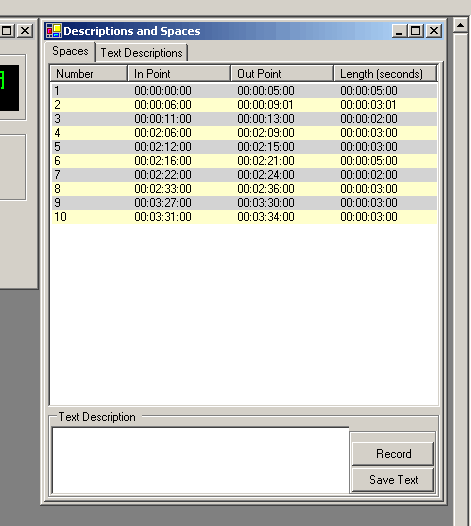 Descriptions and Spaces
Spaces Text Descriptions
Number In Point Out Point Length (seconds)
1 00:00:00:00 00:00:05:00 00:00:05:00
2 00:00:06:00 00:00:09:01 00:00:03:01
3 00:00:11:00 00:00:13:00 00:00:02:00
4 00:02:06:00 00:02:09:00 00:00:03:00
5 00:02:12:00 00:02:15:00 00:00:03:00
6 00:02:16:00 00:02:21:00 00:00:05:00
7 00:02:22:00 00:02:24:00 00:00:02:00
8 00:02:33:00 00:02:36:00 00:00:03:00
9 00:03:27:00 00:03:30:00 00:00:03:00
10 00:03:31:00 00:03:34:00 00:00:03:00
Text Description
Record
Save Text